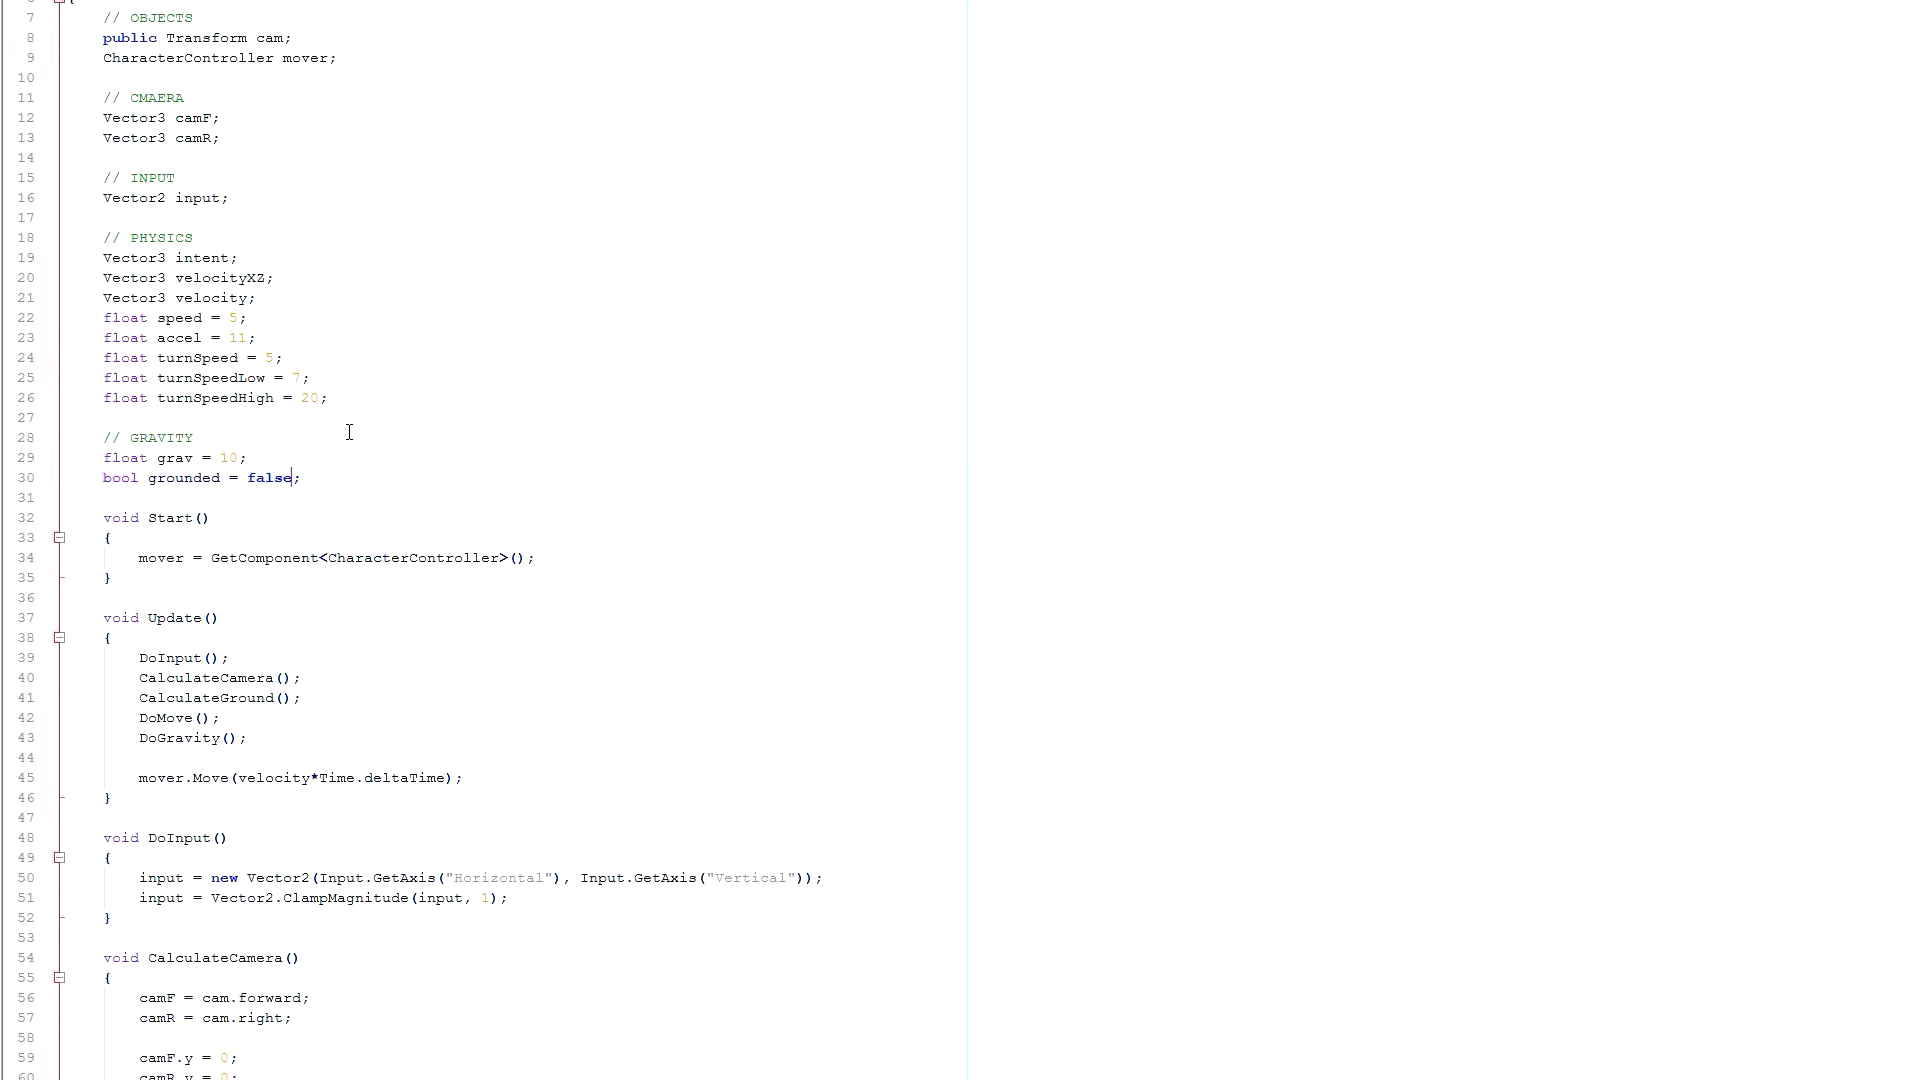 6 {
7 // OBJECTS
8 public Transform cam;
9 CharacterController mover;
10
11 // CMAERA
12 Vector3 camF;
13 Vector3 camR;
14
15 // INPUT
16 Vector2 input;
17
18 // PHYSICS
19 Vector3 intent;
20 Vector3 velocityXZ;
21 Vector3 velocity;
22 float speed = 5;
23 float accel = 11;
24 float turnSpeed = 5;
25 float turnSpeedLow = 7;
26 float turnSpeedHigh = 20;
27
28 // GRAVITY
29 float grav = 10;
30 bool grounded = false;
31
32 void Start()
33 {
34 mover = GetComponent<CharacterController>();
35 }
36
37 void Update()
38 {
39 DoInput();
40 CalculateCamera();
41 CalculateGround();
42 DoMove();
43 DoGravity();
44
45 mover.Move(velocity*Time.deltaTime);
46 }
47
48 void DoInput()
49 {
50 input = new Vector2(Input.GetAxis("Horizontal"), Input.GetAxis("Vertical"));
51 input = Vector2.ClampMagnitude(input, 1);
52 }
53
54 void CalculateCamera()
55 {
56 camF = cam.forward;
57 camR = cam.right;
58
59 camF.y = 0;
60 camR.y = 0;